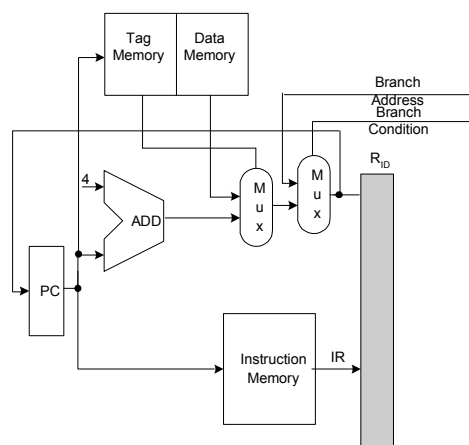 Tag
Memory
Data
Memory
Branch
Address
Branch
Condition
R_ID
4
ADD
M
u
x
M
u
x
PC
Instruction
Memory
IR